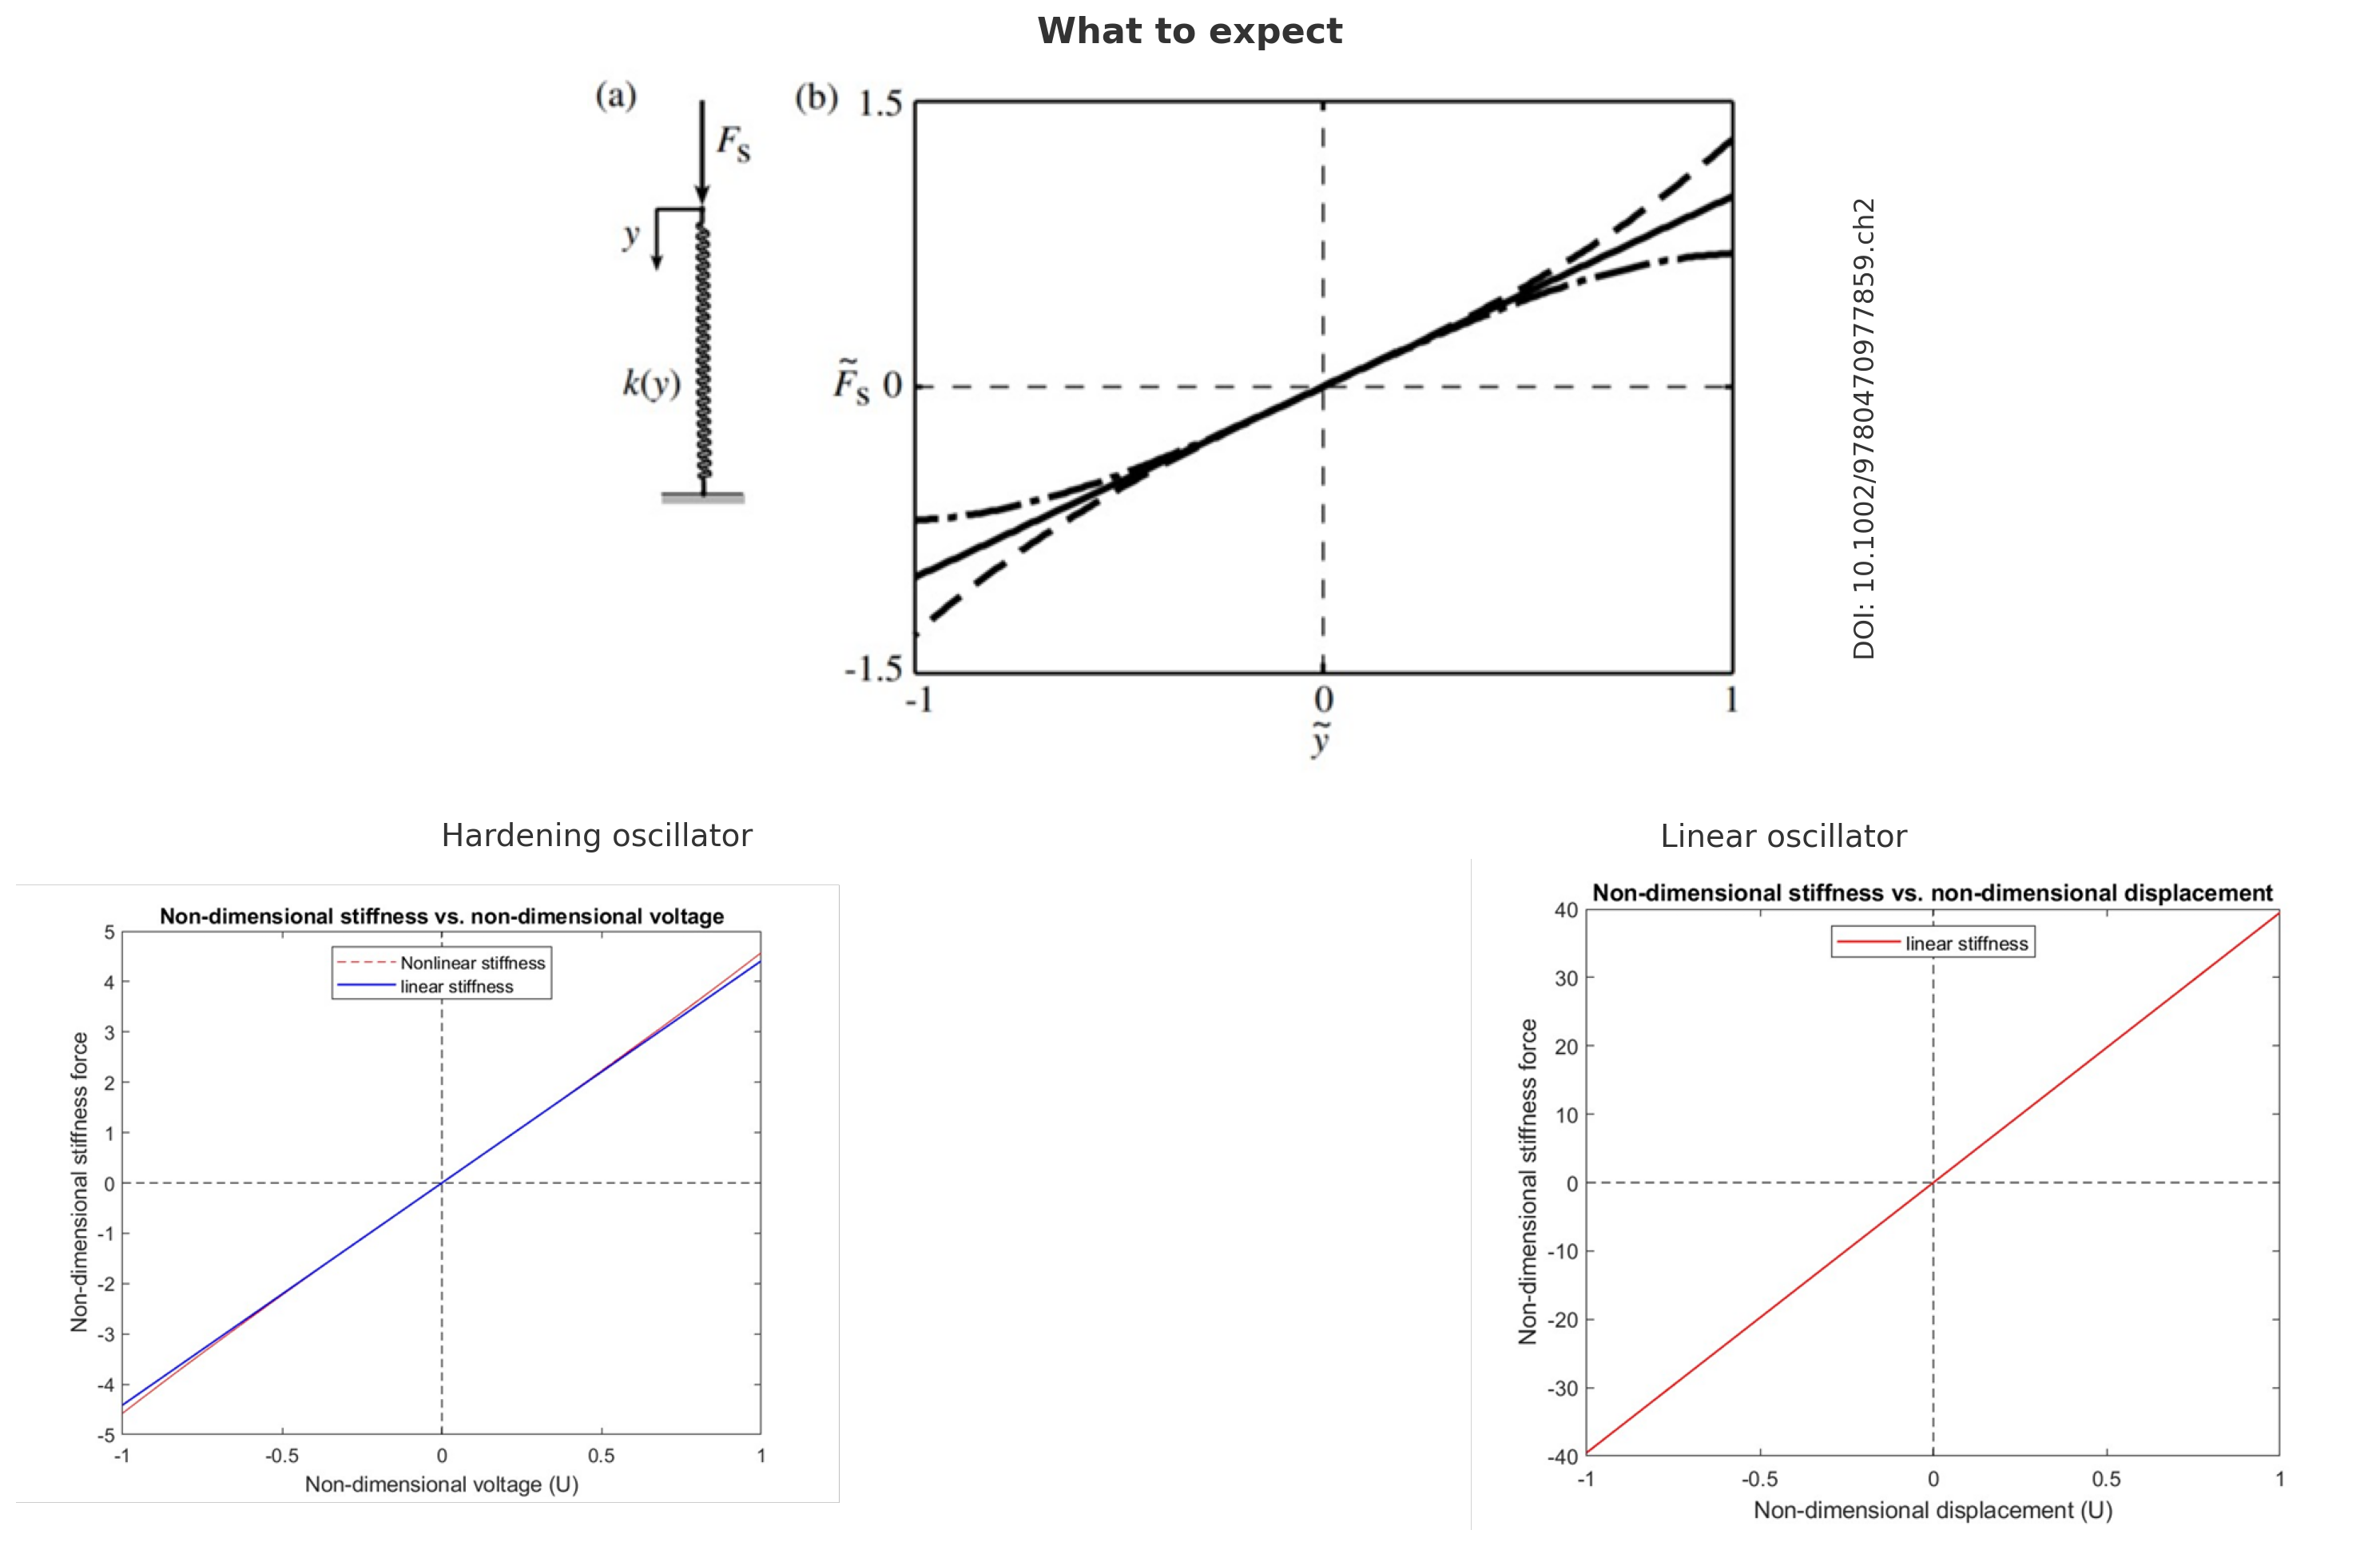 What to expect
(a)
F_S
y
k(y)
(b)
1.5
F̃_S 0
-1.5
-1 0 1
ỹ
DOI: 10.1002/9780470977859.ch2
Hardening oscillator
Non-dimensional stiffness vs. non-dimensional voltage
Nonlinear stiffness
linear stiffness
Non-dimensional stiffness force
5
4
3
2
1
0
-1
-2
-3
-4
-5
-1 -0.5 0 0.5 1
Non-dimensional voltage (U)
Linear oscillator
Non-dimensional stiffness vs. non-dimensional displacement
linear stiffness
Non-dimensional stiffness force
40
30
20
10
0
-10
-20
-30
-40
-1 -0.5 0 0.5 1
Non-dimensional displacement (U)